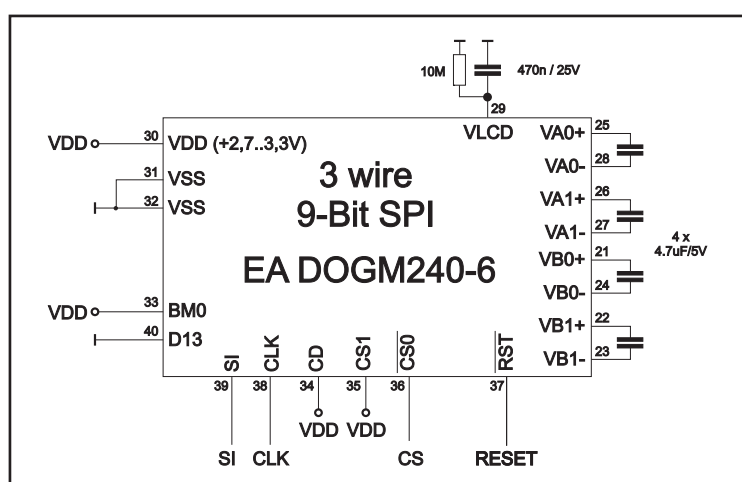 10M
470n / 25V
29
VLCD
VDD
30
VDD (+2,7..3,3V)
31
VSS
32
VSS
3 wire
9-Bit SPI
EA DOGM240-6
VA0+
25
VA0-
28
VA1+
26
VA1-
27
VB0+
21
VB0-
24
VB1+
22
VB1-
23
4 x
4.7uF/5V
VDD
33
BM0
40
D13
SI
CLK
CD
CS1
CS0
RST
39
38
34
35
36
37
VDD
VDD
SI
CLK
CS
RESET